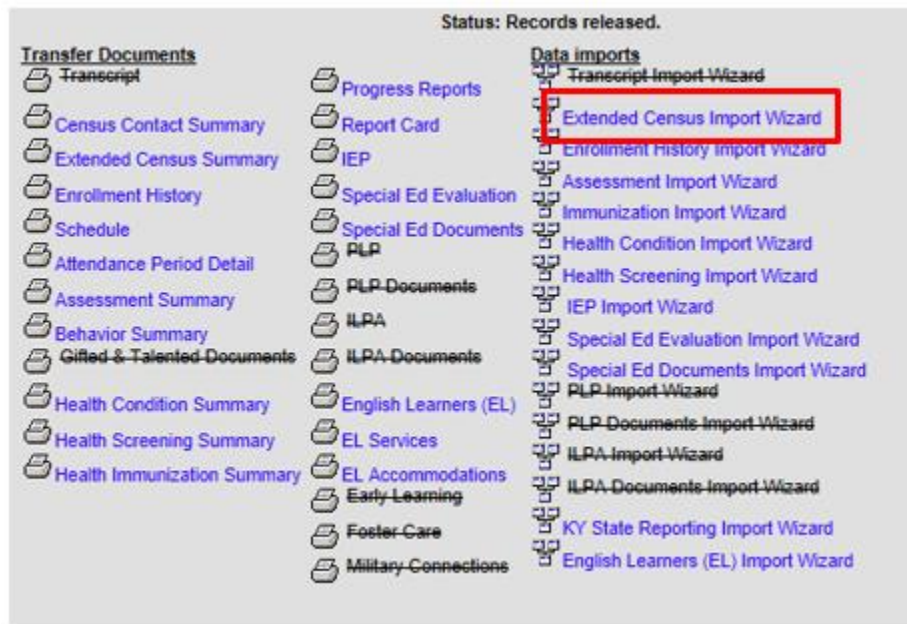 Status: Records released.
Transfer Documents
Transcript
Census Contact Summary
Extended Census Summary
Enrollment History
Schedule
Attendance Period Detail
Assessment Summary
Behavior Summary
Gifted & Talented Documents
Health Condition Summary
Health Screening Summary
Health Immunization Summary
Progress Reports
Report Card
IEP
Special Ed Evaluation
Special Ed Documents
PLP
PLP Documents
ILPA
ILPA Documents
English Learners (EL)
EL Services
EL Accommodations
Early Learning
Foster Care
Military Connections
Data imports
Transcript Import Wizard
Extended Census Import Wizard
Enrollment History Import Wizard
Assessment Import Wizard
Immunization Import Wizard
Health Condition Import Wizard
Health Screening Import Wizard
IEP Import Wizard
Special Ed Evaluation Import Wizard
Special Ed Documents Import Wizard
PLP Import Wizard
PLP Documents Import Wizard
ILPA Import Wizard
ILPA Documents Import Wizard
KY State Reporting Import Wizard
English Learners (EL) Import Wizard